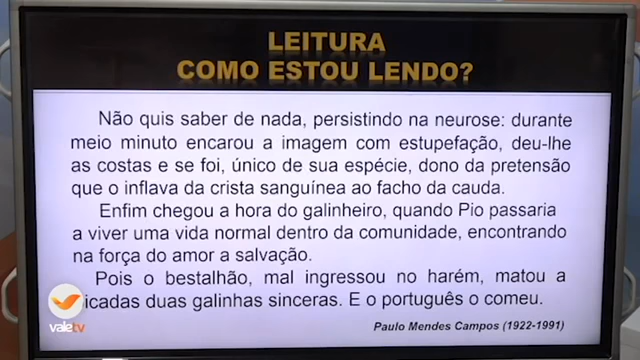 LEITURA
COMO ESTOU LENDO?
Não quis saber de nada, persistindo na neurose: durante
meio minuto encarou a imagem com estupefação, deu-lhe
as costas e se foi, único de sua espécie, dono da pretensão
que o inflava da crista sanguínea ao facho da cauda.
Enfim chegou a hora do galinheiro, quando Pio passaria
a viver uma vida normal dentro da comunidade, encontrando
na força do amor a salvação.
Pois o bestalhão, mal ingressou no harém, matou a
icadas duas galinhas sinceras. E o português o comeu.
Paulo Mendes Campos (1922-1991)
valetv